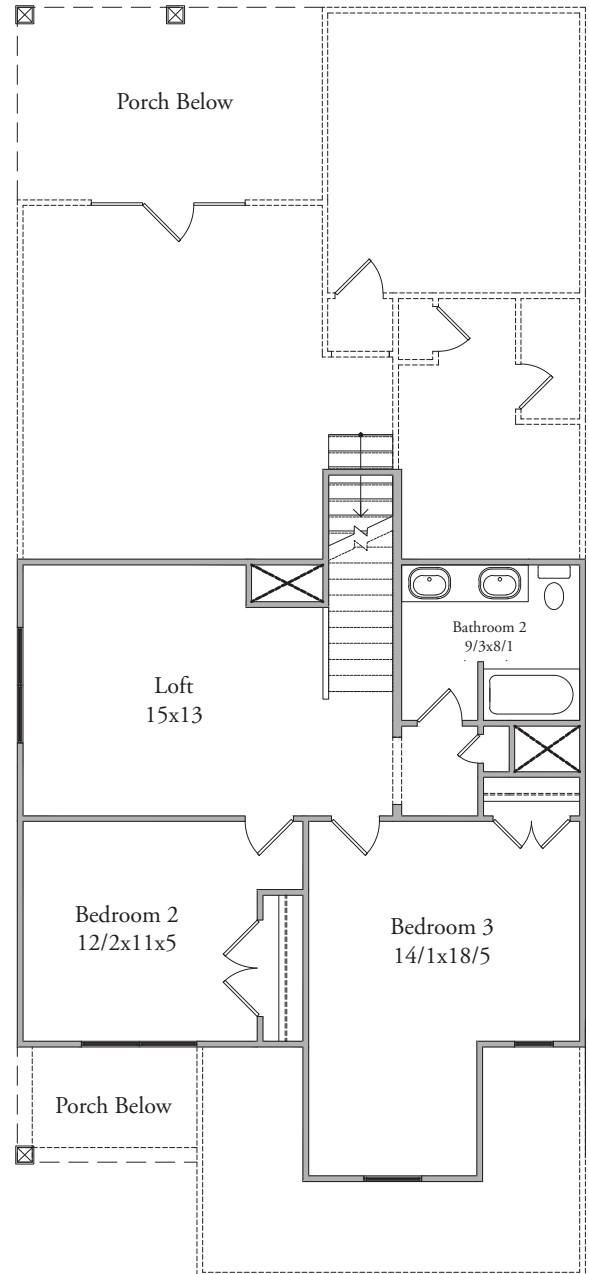 Porch Below
Bathroom 2
9/3x8/1
Loft
15x13
Bedroom 2
12/2x11x5
Bedroom 3
14/1x18/5
Porch Below